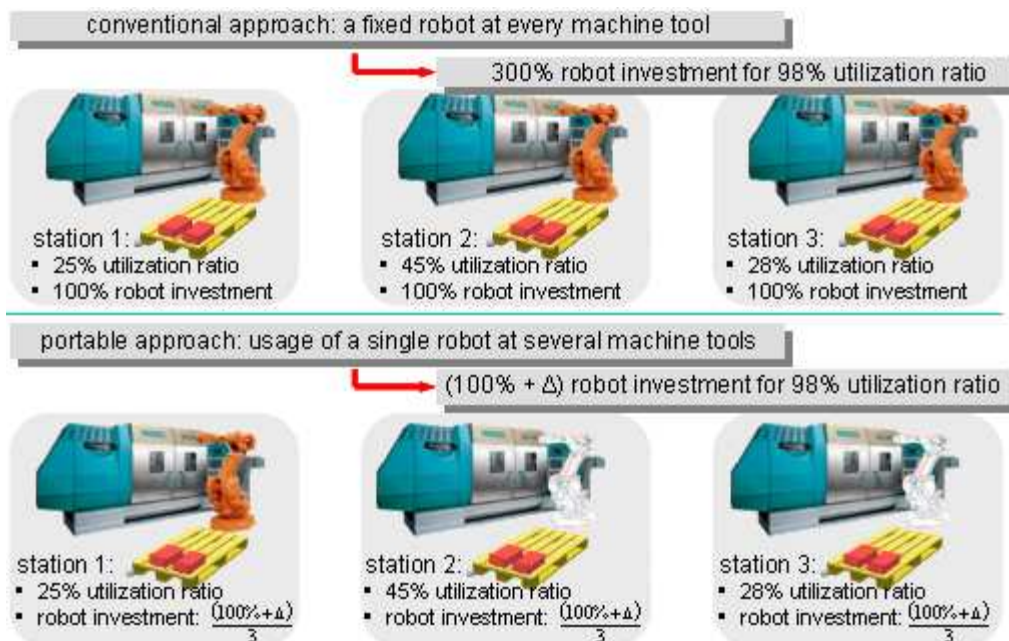 conventional approach: a fixed robot at every machine tool
300% robot investment for 98% utilization ratio
station 1:
▪ 25% utilization ratio
▪ 100% robot investment
station 2:
▪ 45% utilization ratio
▪ 100% robot investment
station 3:
▪ 28% utilization ratio
▪ 100% robot investment
portable approach: usage of a single robot at several machine tools
(100% + Δ) robot investment for 98% utilization ratio
station 1:
▪ 25% utilization ratio
▪ robot investment: (100%+Δ)
3
station 2:
▪ 45% utilization ratio
▪ robot investment: (100%+Δ)
3
station 3:
▪ 28% utilization ratio
▪ robot investment: (100%+Δ)
3